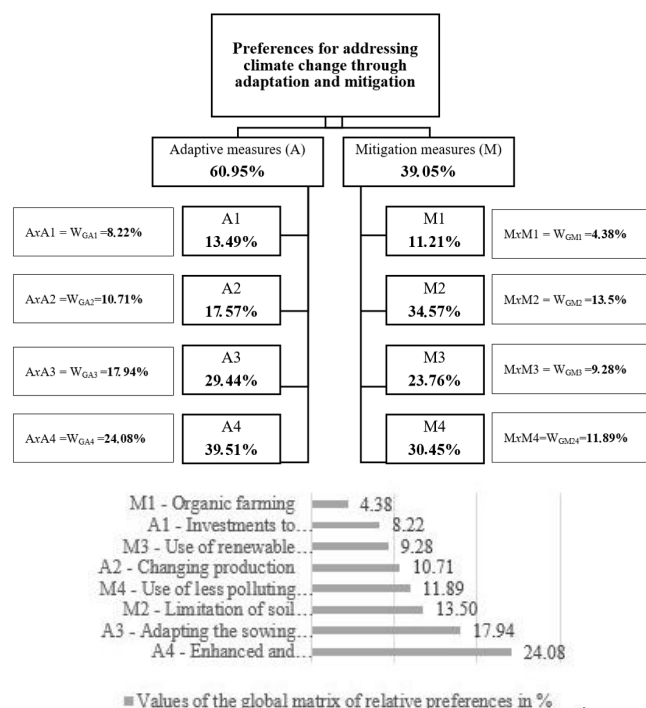 Preferences for addressing
climate change through
adaptation and mitigation
Adaptive measures (A)
60.95%
Mitigation measures (M)
39.05%
AxA1 = WGA1 =8.22%
A1
13.49%
M1
11.21%
MxM1 = WGM1 =4.38%
AxA2 =WGA2=10.71%
A2
17.57%
M2
34.57%
MxM2 = WGM2 =13.5%
AxA3 = WGA3 =17.94%
A3
29.44%
M3
23.76%
MxM3 = WGM3 =9.28%
AxA4 =WGA4 =24.08%
A4
39.51%
M4
30.45%
MxM4=WGM24=11.89%
M1 - Organic farming 4.38
A1 - Investments to... 8.22
M3 - Use of renewable... 9.28
A2 - Changing production 10.71
M4 - Use of less polluting... 11.89
M2 - Limitation of soil... 13.50
A3 - Adapting the sowing... 17.94
A4 - Enhanced and... 24.08
Values of the global matrix of relative preferences in %